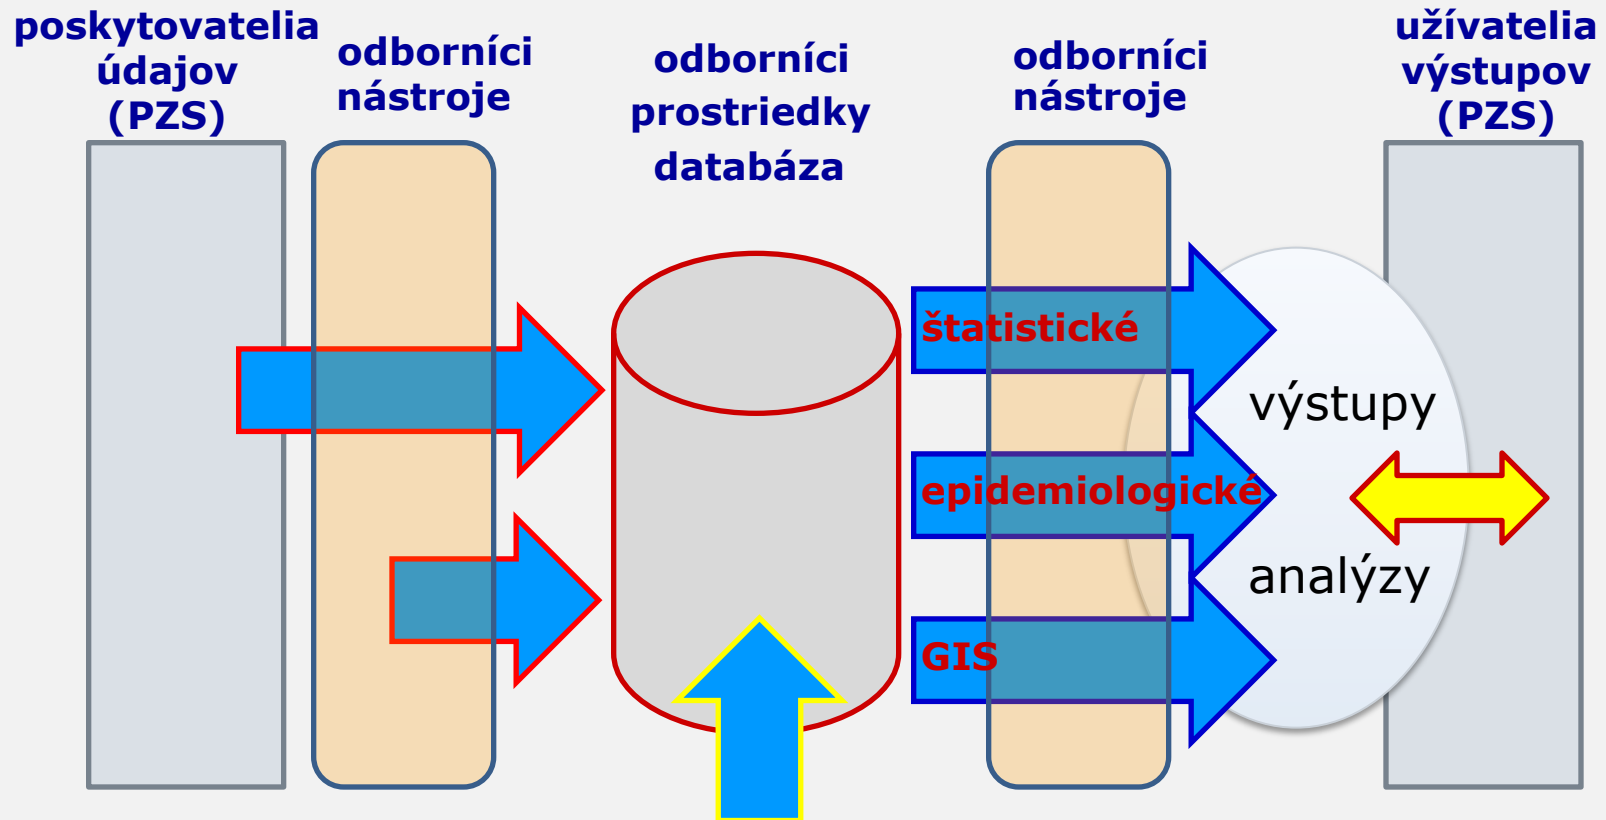 poskytovatelia
údajov
(PZS)
odborníci
nástroje
odborníci
prostriedky
databáza
odborníci
nástroje
užívatelia
výstupov
(PZS)
štatistické
epidemiologické
GIS
výstupy
analýzy